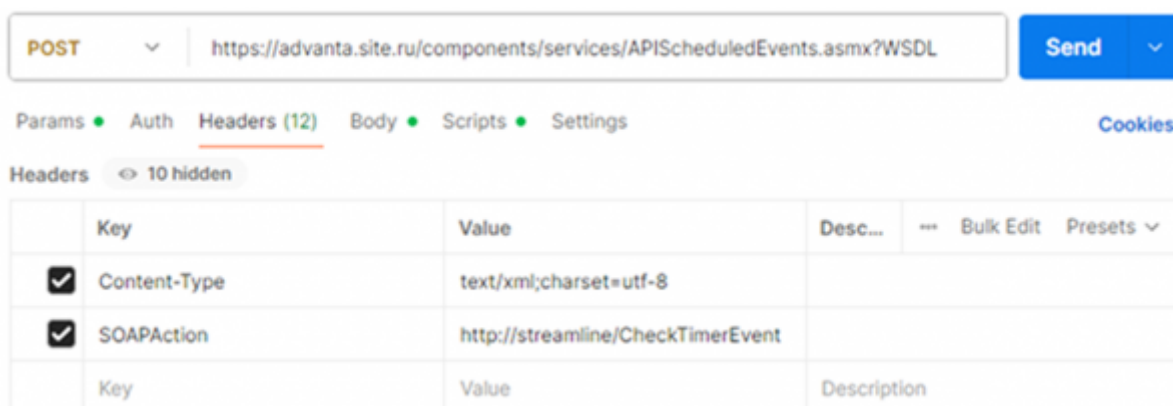 POST https://advanta.site.ru/components/services/APIScheduledEvents.asmx?WSDL Send
Params Auth Headers (12) Body Scripts Settings Cookies
Headers 10 hidden
Key Value Desc... ••• Bulk Edit Presets
Content-Type text/xml;charset=utf-8
SOAPAction http://streamline/CheckTimerEvent
Key Value Description